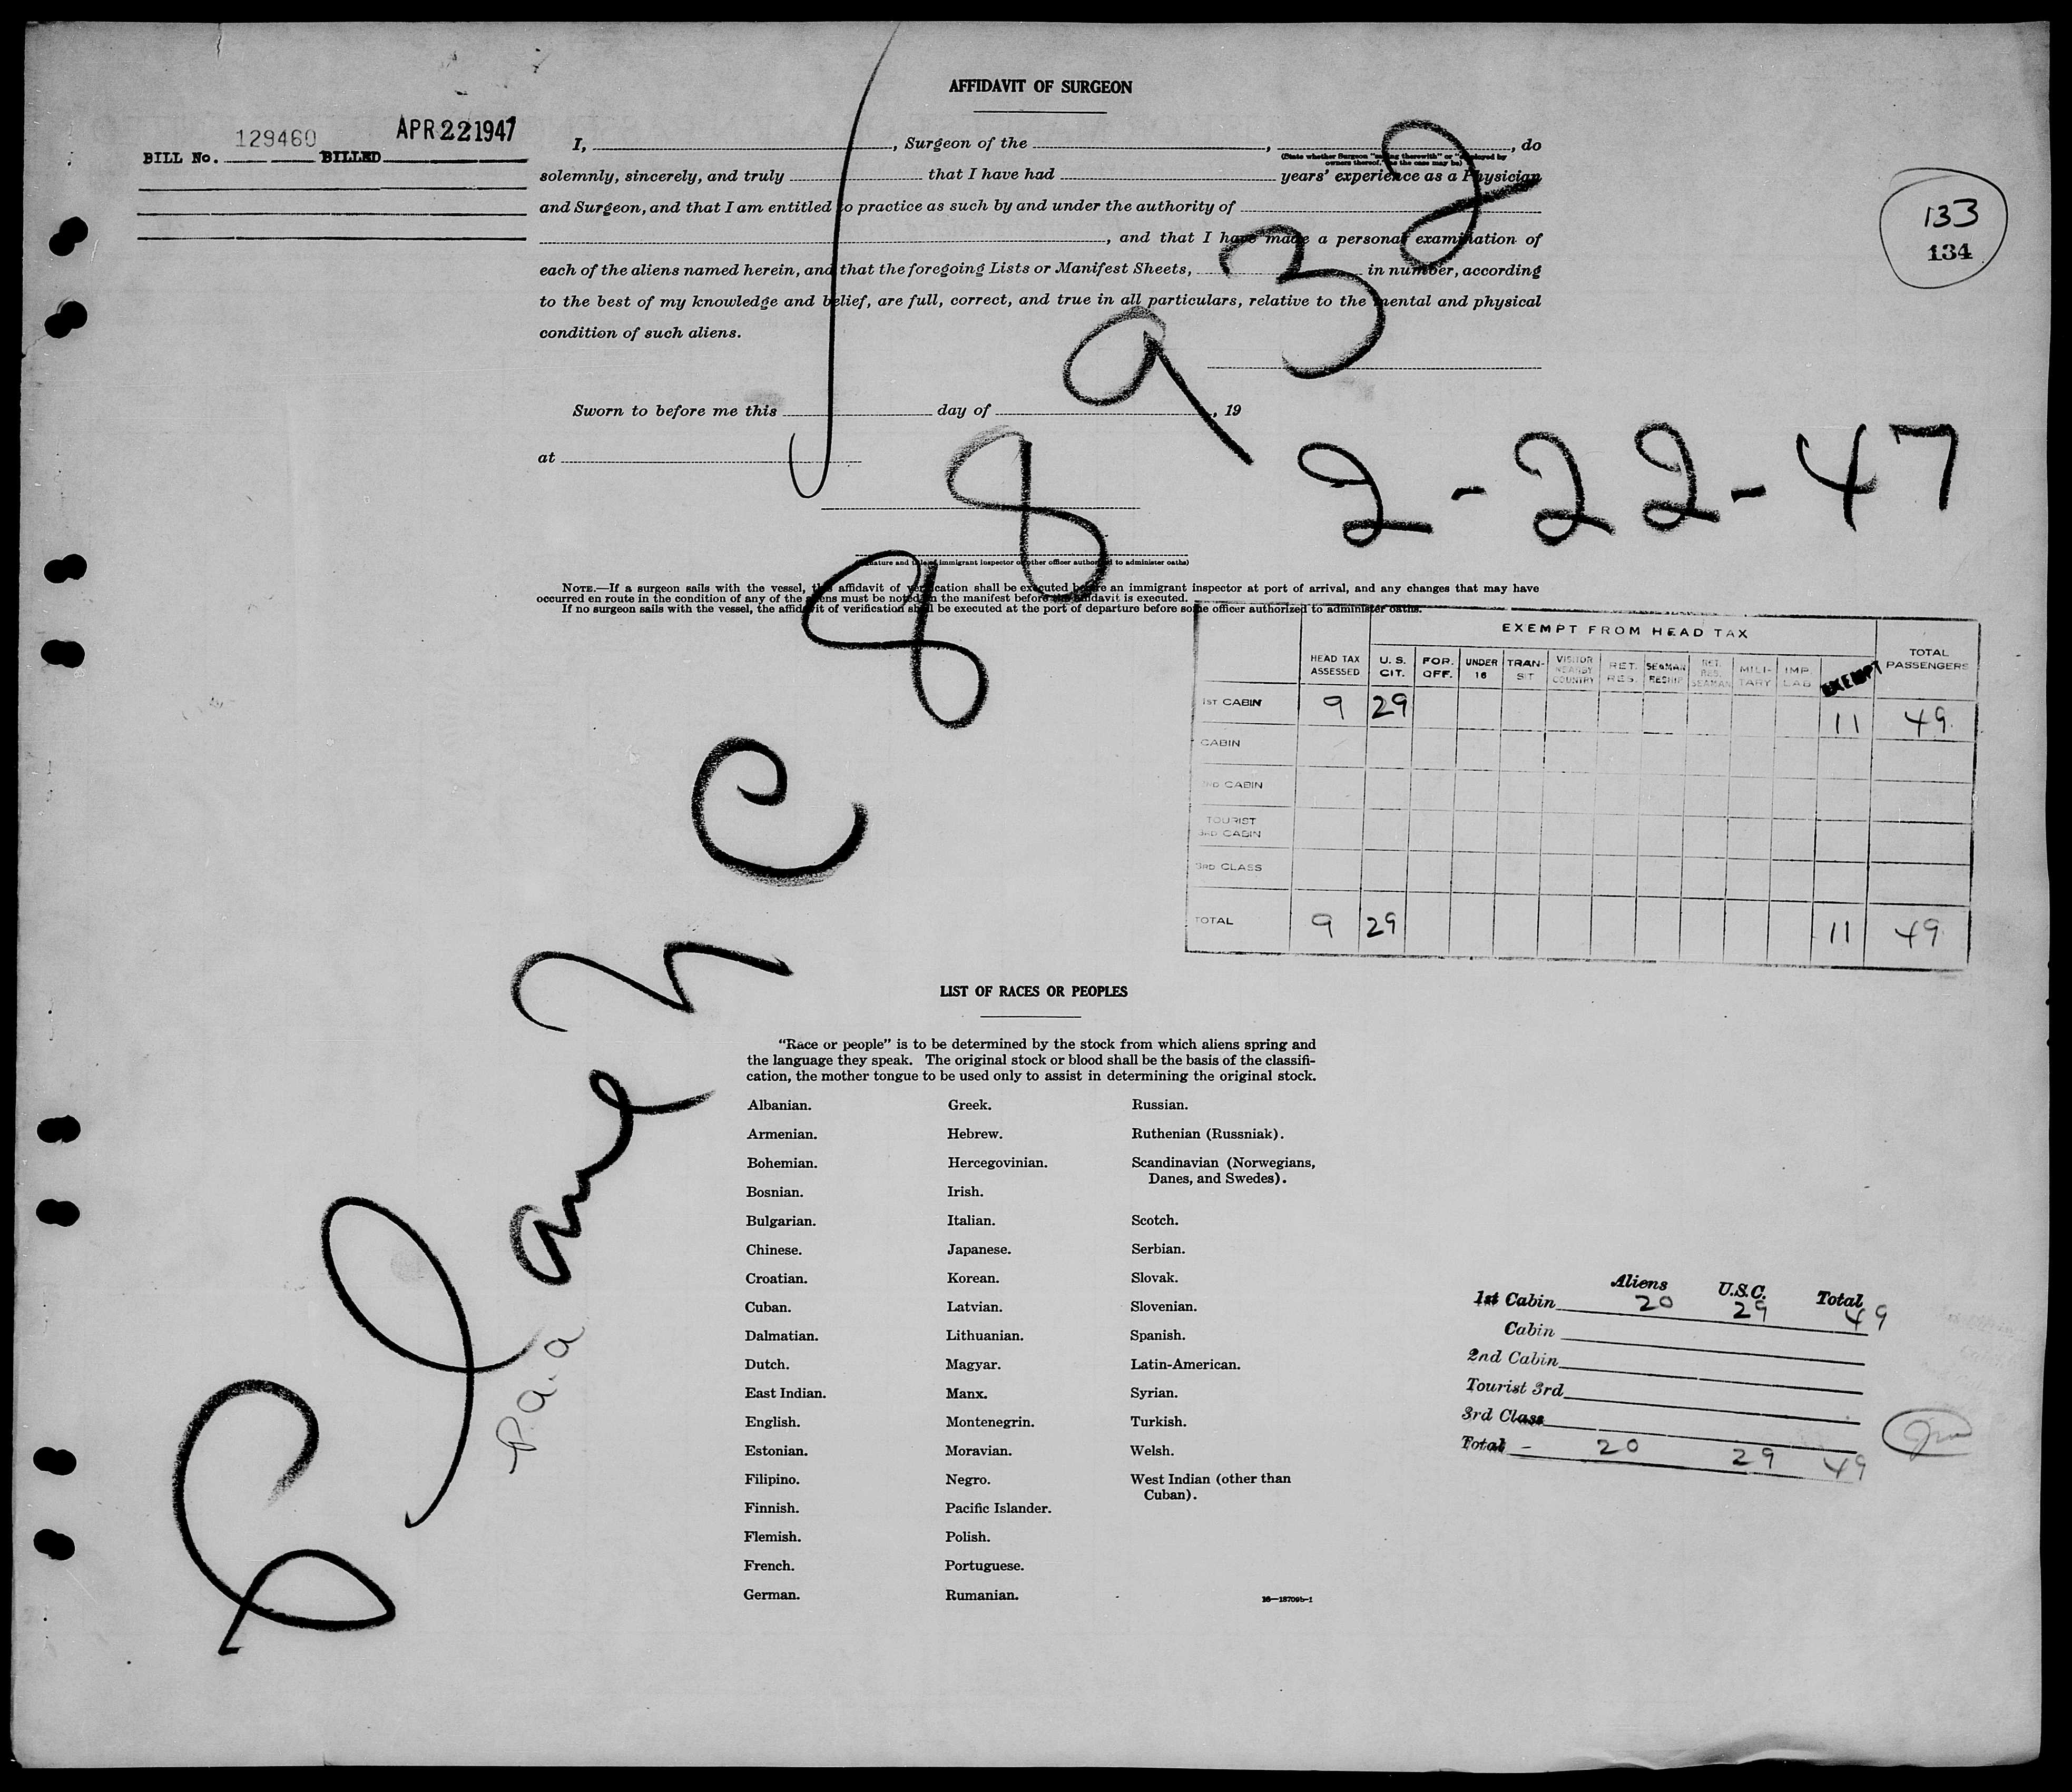 AFFIDAVIT OF SURGEON
BILL No. 129460 BILLED APR 22 1947
I, , Surgeon of the , , do
(State whether Surgeon "sailing therewith" or "employed by
owners thereof," as the case may be)
solemnly, sincerely, and truly that I have had years' experience as a Physician
and Surgeon, and that I am entitled to practice as such by and under the authority of
, and that I have made a personal examination of
each of the aliens named herein, and that the foregoing Lists or Manifest Sheets, in number, according
to the best of my knowledge and belief, are full, correct, and true in all particulars, relative to the mental and physical
condition of such aliens.
133
134
Sworn to before me this day of , 19
at
2-22-47
(Signature and title of immigrant inspector or other officer authorized to administer oaths)
NOTE.—If a surgeon sails with the vessel, this affidavit of verification shall be executed before an immigrant inspector at port of arrival, and any changes that may have
occurred en route in the condition of any of the aliens must be noted in the manifest before the affidavit is executed.
If no surgeon sails with the vessel, the affidavit of verification shall be executed at the port of departure before some officer authorized to administer oaths.
Plane NC 88932
P.a.a
EXEMPT FROM HEAD TAX
HEAD TAX ASSESSED U.S. CIT. FOR. OFF. UNDER 16 TRAN-SIT VISITOR NEARBY COUNTRY RET. RES. SEAMAN RESHIP RET. RES. SEAMAN MILI-TARY IMP. LAB. EXEMPT TOTAL PASSENGERS
1ST CABIN 9 29 11 49
CABIN
2ND CABIN
TOURIST 3RD CABIN
3RD CLASS
TOTAL 9 29 11 49
LIST OF RACES OR PEOPLES
"Race or people" is to be determined by the stock from which aliens spring and
the language they speak. The original stock or blood shall be the basis of the classifi-
cation, the mother tongue to be used only to assist in determining the original stock.
Albanian.
Armenian.
Bohemian.
Bosnian.
Bulgarian.
Chinese.
Croatian.
Cuban.
Dalmatian.
Dutch.
East Indian.
English.
Estonian.
Filipino.
Finnish.
Flemish.
French.
German.
Greek.
Hebrew.
Hercegovinian.
Irish.
Italian.
Japanese.
Korean.
Latvian.
Lithuanian.
Magyar.
Manx.
Montenegrin.
Moravian.
Negro.
Pacific Islander.
Polish.
Portuguese.
Rumanian.
Russian.
Ruthenian (Russniak).
Scandinavian (Norwegians,
Danes, and Swedes).
Scotch.
Serbian.
Slovak.
Slovenian.
Spanish.
Latin-American.
Syrian.
Turkish.
Welsh.
West Indian (other than
Cuban).
16—18709b-1
Aliens U.S.C. Total
1st Cabin 20 29 49
Cabin
2nd Cabin
Tourist 3rd
3rd Class
Total - 20 29 49